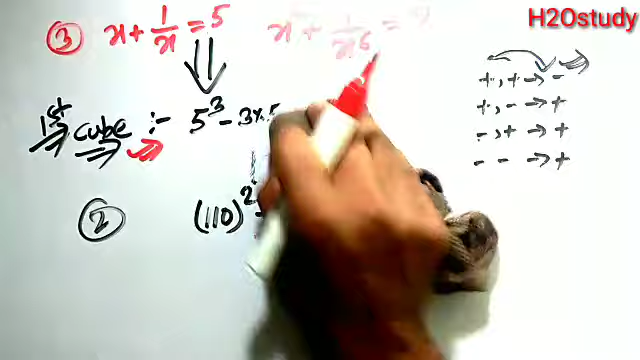 H2Ostudy
③ x + 1/x = 5 x + 1/x⁶ =
+, + → -
+, - → +
-, + → +
- - → +
1st cube :- 5³ - 3×5
② (110)² -